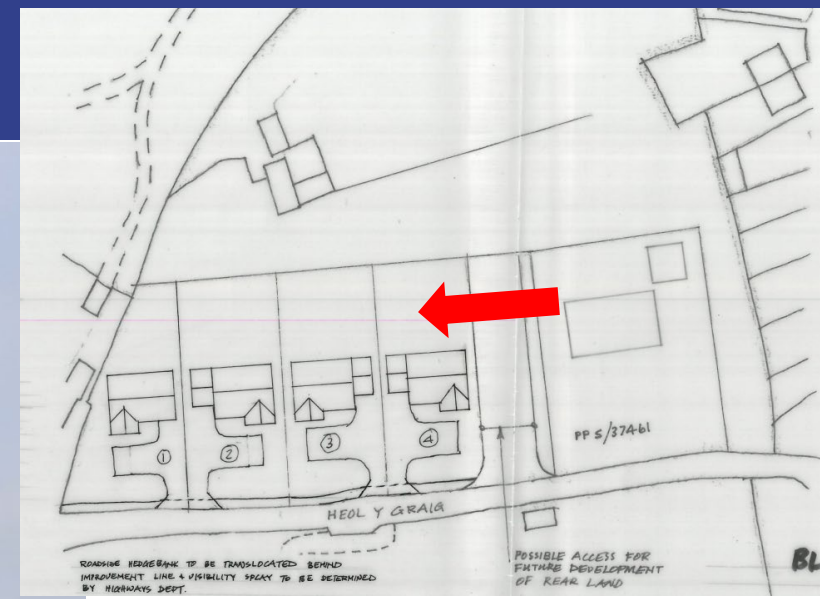 ①
②
③
④
PP S/37461
HEOL Y GRAIG
ROADSIDE HEDGEBANK TO BE TRANSLOCATED BEHIND
IMPROVEMENT LINE & VISIBILITY SPLAY TO BE DETERMINED
BY HIGHWAYS DEPT.
POSSIBLE ACCESS FOR
FUTURE DEVELOPMENT
OF REAR LAND
BL